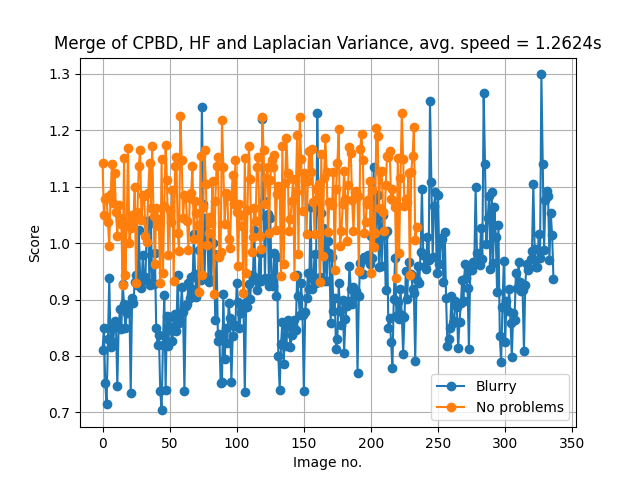 Merge of CPBD, HF and Laplacian Variance, avg. speed = 1.2624s
1.3
1.2
1.1
1.0
0.9
0.8
0.7
Score
0 50 100 150 200 250 300 350
Image no.
Blurry
No problems